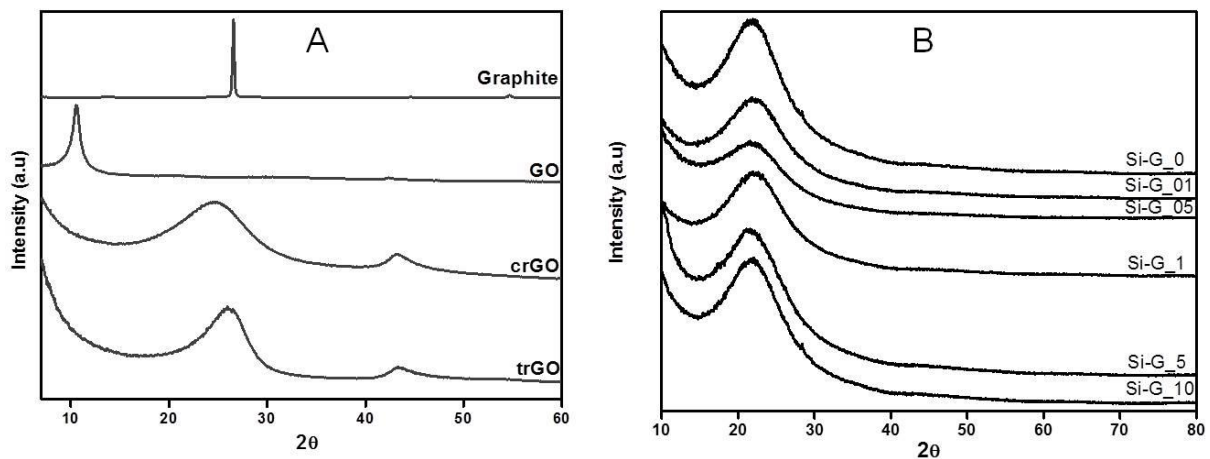 A
Graphite
GO
crGO
trGO
Intensity (a.u)
10 20 30 40 50 60
2θ
B
Si-G_0
Si-G_01
Si-G_05
Si-G_1
Si-G_5
Si-G_10
Intensity (a.u)
10 20 30 40 50 60 70 80
2θ